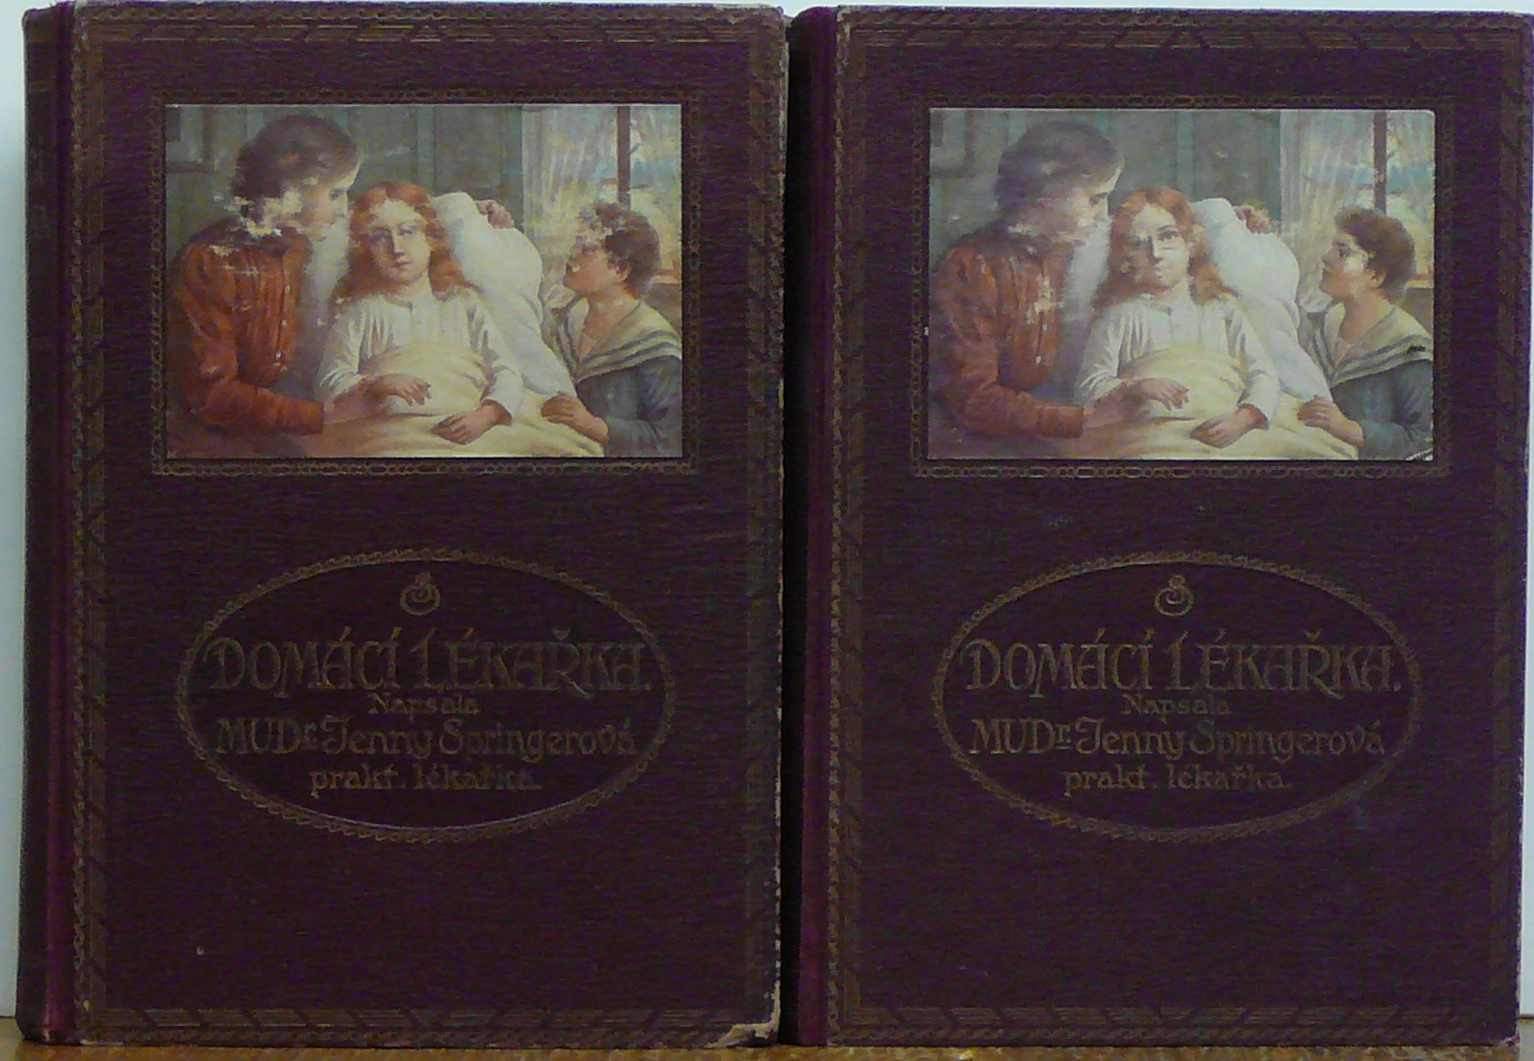 DOMÁCÍ LÉKAŘKA.
Napsala
MUDr. Jenny Springerová
prakt. lékařka.
DOMÁCÍ LÉKAŘKA.
Napsala
MUDr. Jenny Springerová
prakt. lékařka.